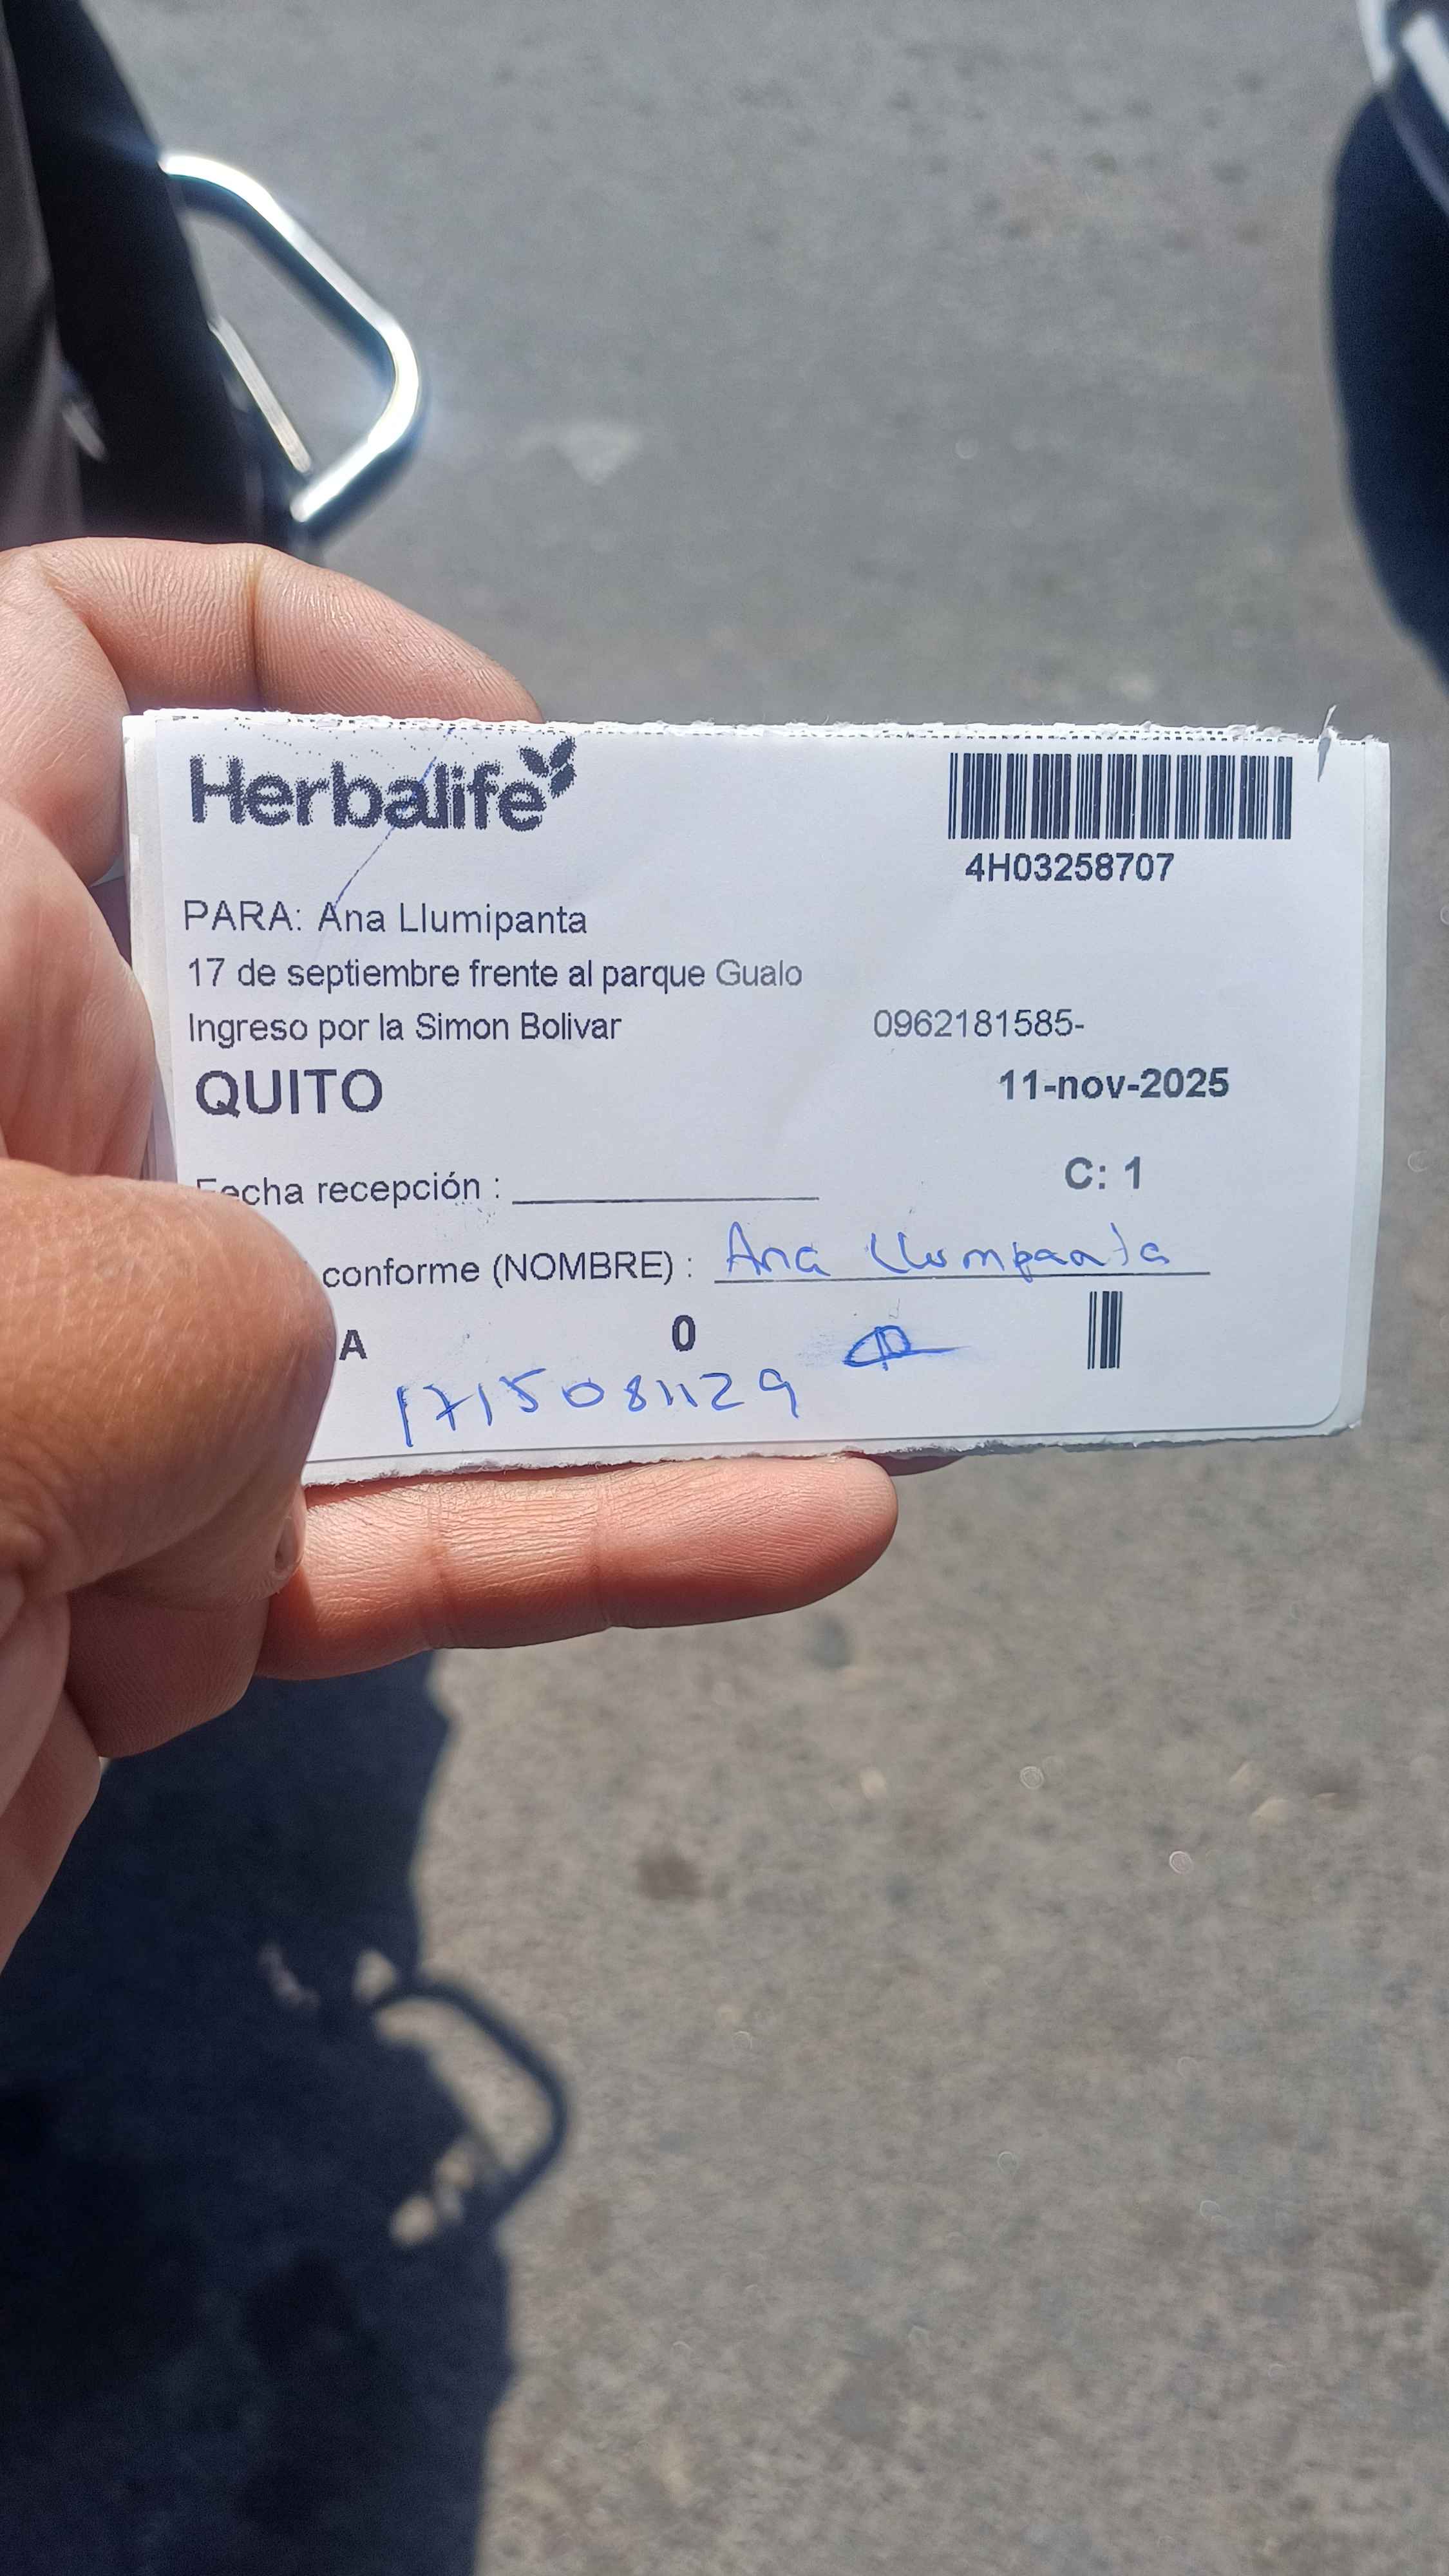 Herbalife
4H03258707
PARA: Ana Llumipanta
17 de septiembre frente al parque Gualo
Ingreso por la Simon Bolivar 0962181585-
QUITO 11-nov-2025
Fecha recepción : C: 1
conforme (NOMBRE) : Ana Llumpanta
A 0
1715081129